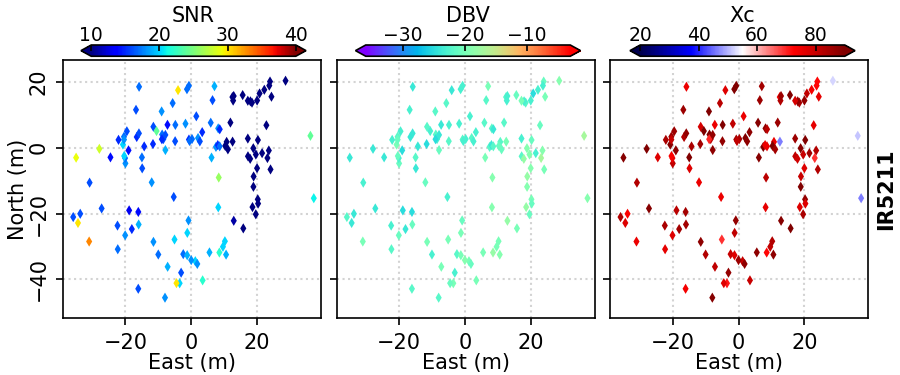 SNR DBV Xc
10 20 30 40 −30 −20 −10 20 40 60 80
20
0
−20
−40
North (m)
−20 0 20 −20 0 20 −20 0 20
East (m) East (m) East (m)
IR5211